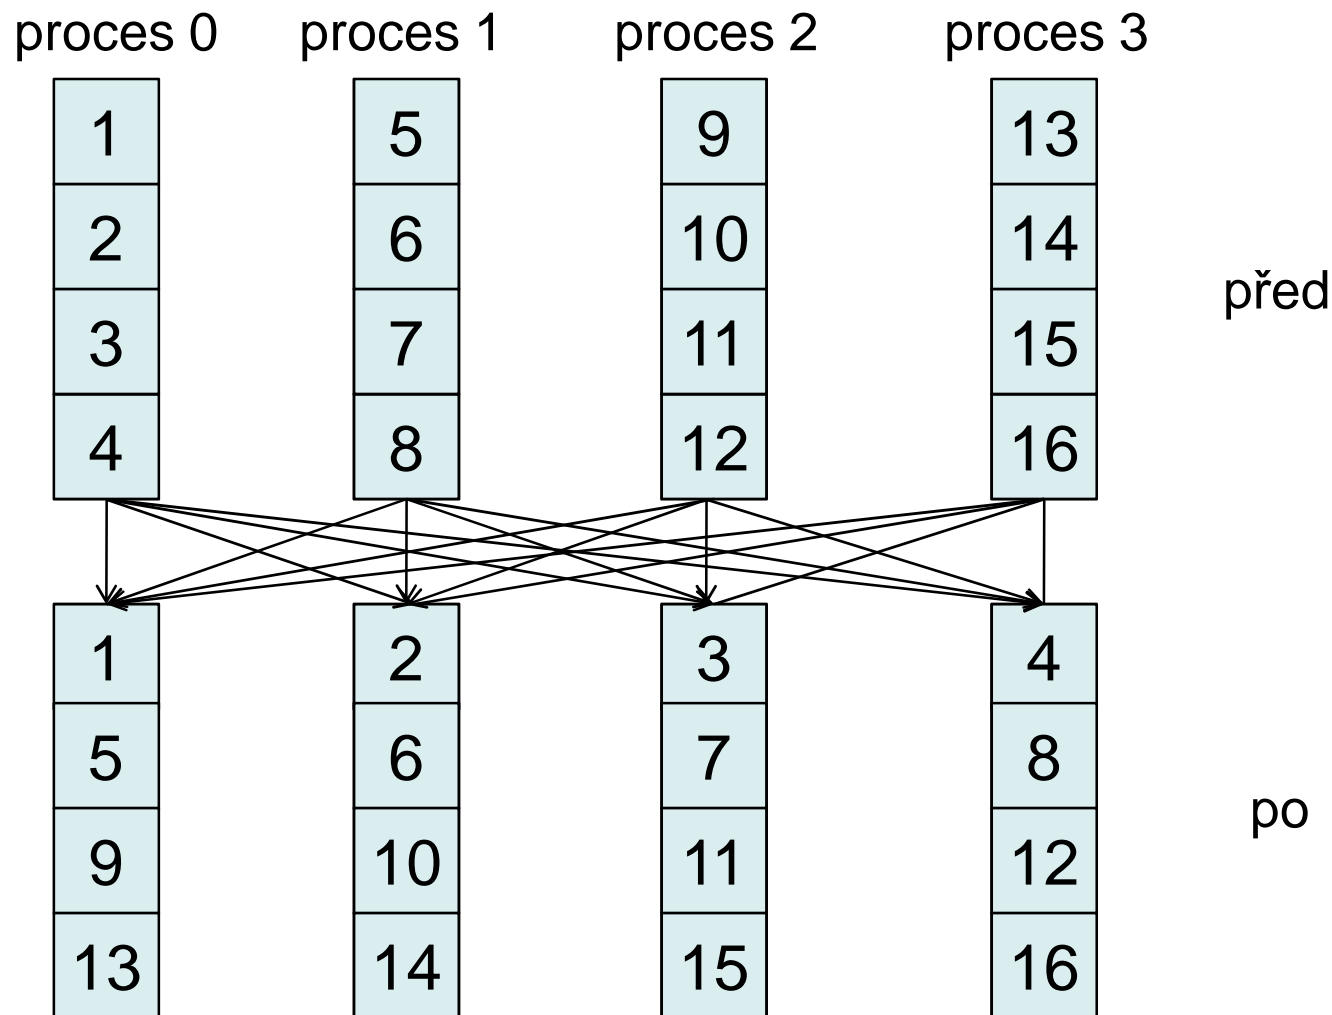 proces 0 proces 1 proces 2 proces 3
1 5 9 13
2 6 10 14
před
3 7 11 15
4 8 12 16
1 2 3 4
5 6 7 8
po
9 10 11 12
13 14 15 16